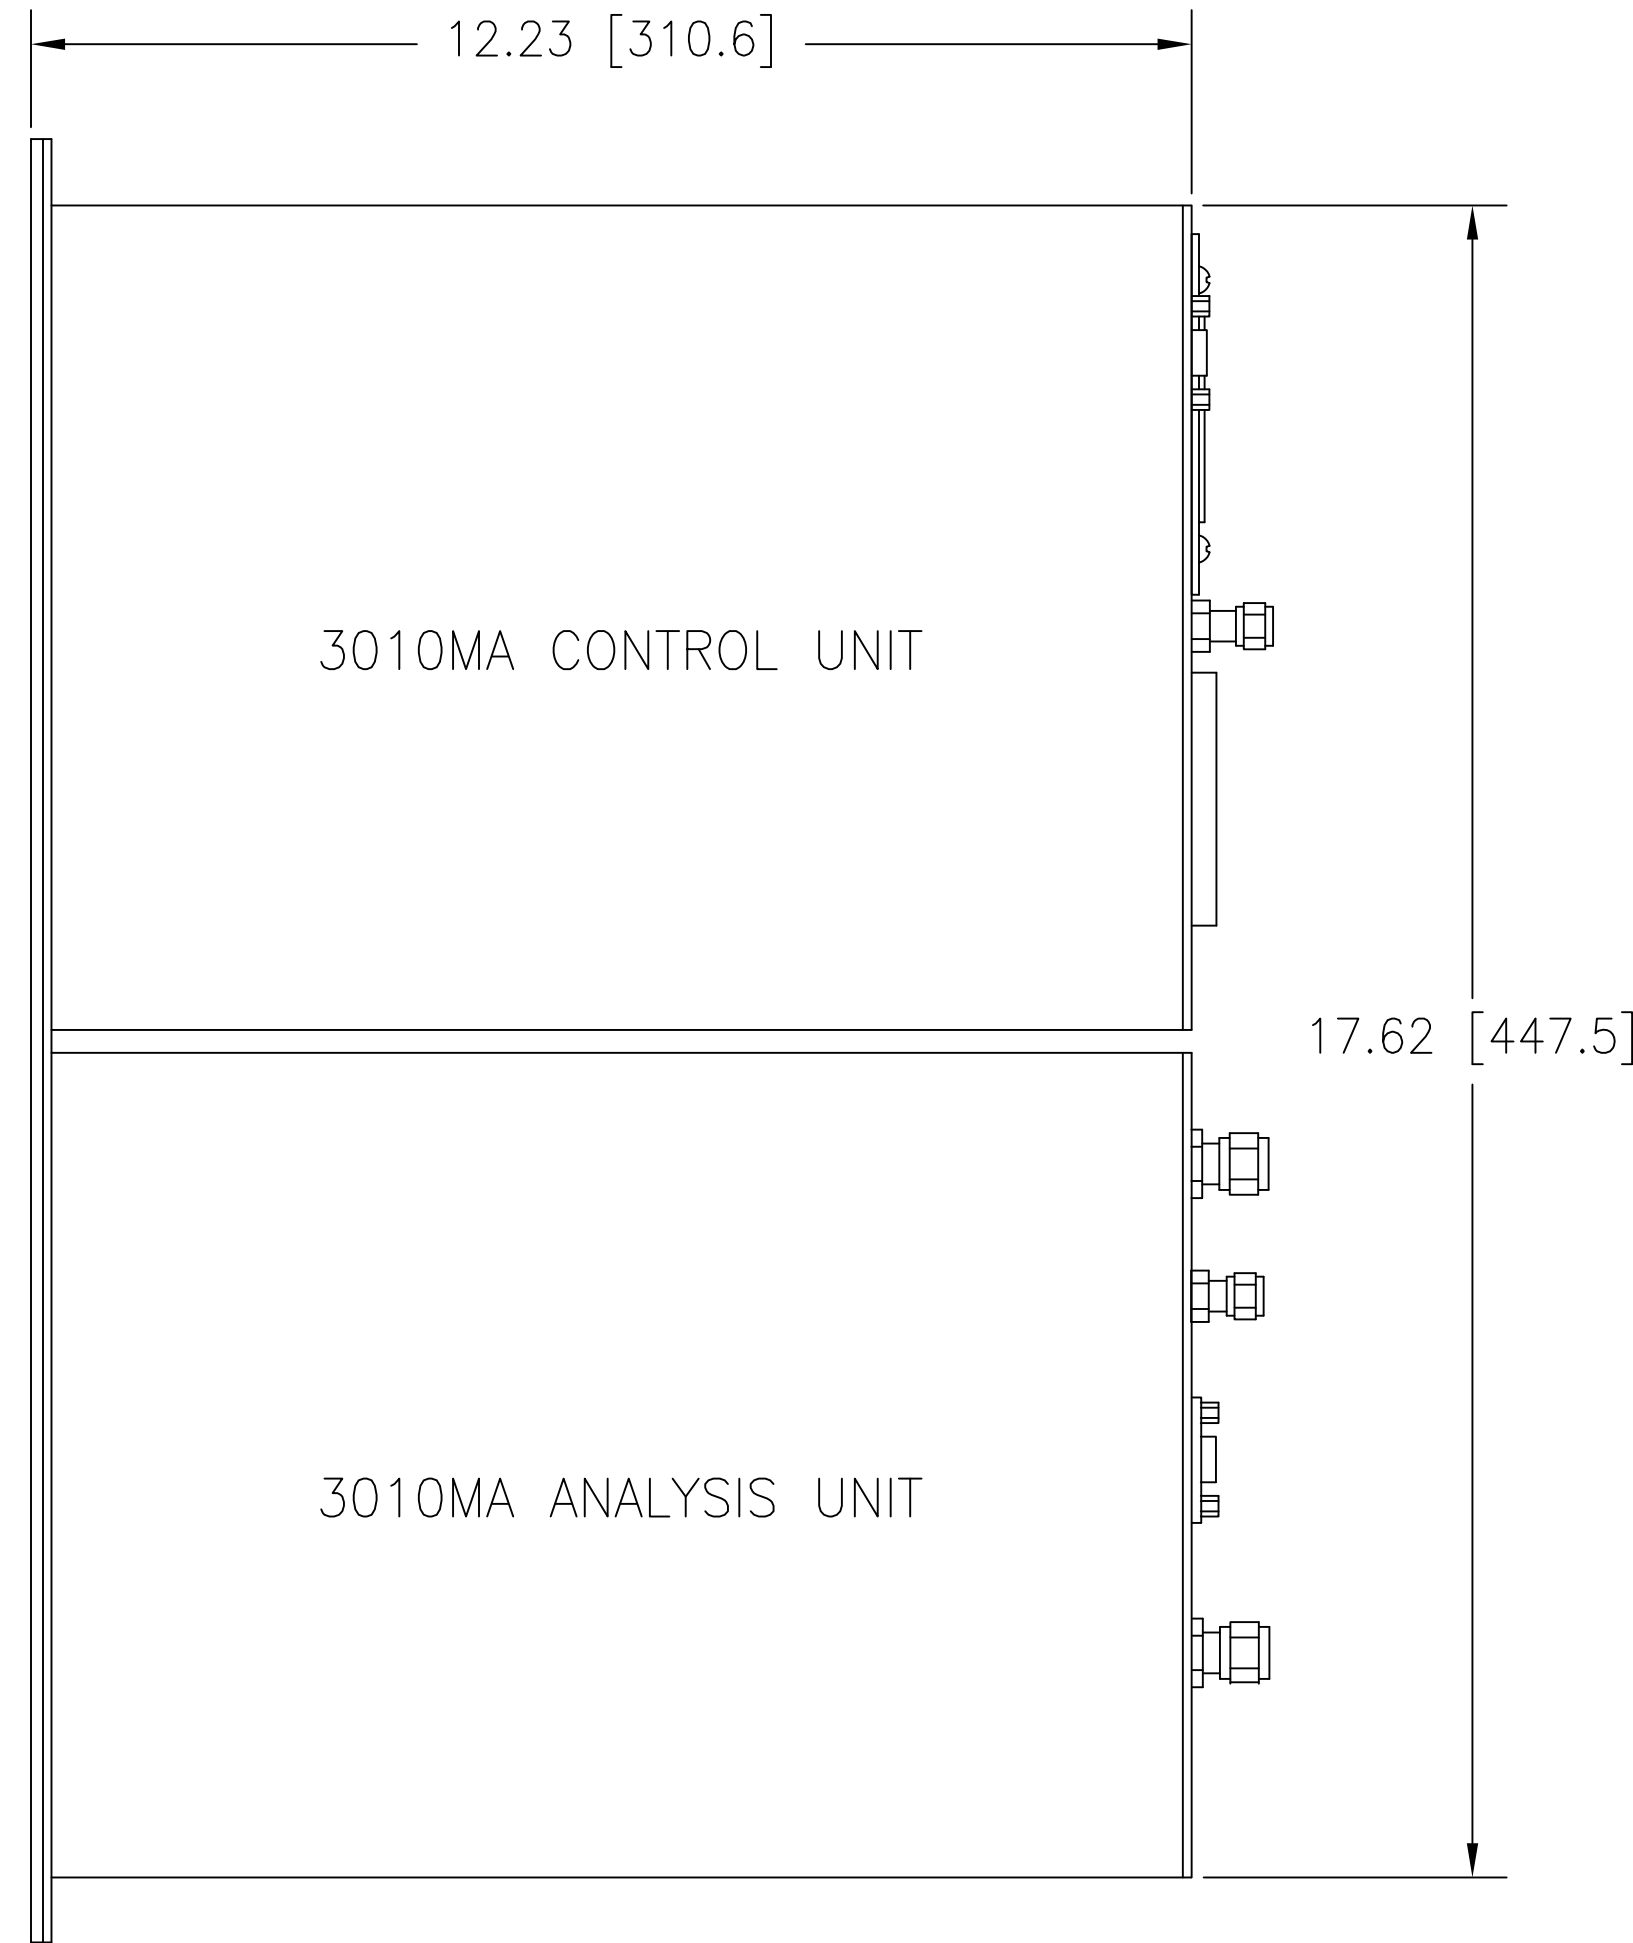 12.23 [310.6]
3010MA CONTROL UNIT
17.62 [447.5]
3010MA ANALYSIS UNIT